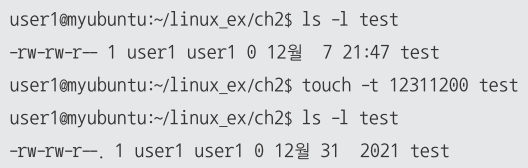 user1@myubuntu:~/linux_ex/ch2$ ls -l test
-rw-rw-r-- 1 user1 user1 0 12월  7 21:47 test
user1@myubuntu:~/linux_ex/ch2$ touch -t 12311200 test
user1@myubuntu:~/linux_ex/ch2$ ls -l test
-rw-rw-r--. 1 user1 user1 0 12월 31  2021 test